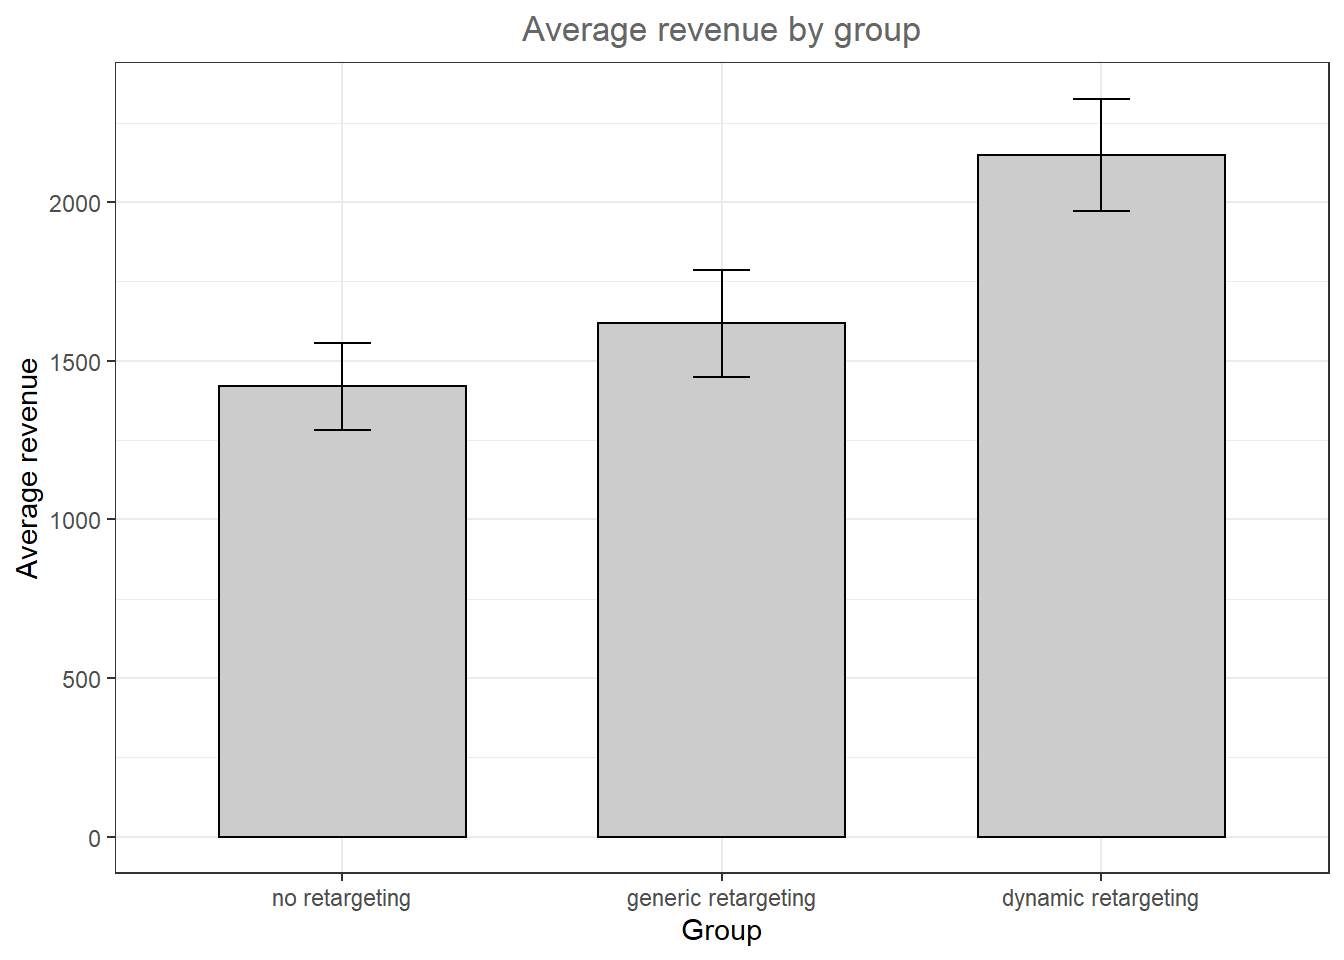 Average revenue by group
Average revenue
2000
1500
1000
500
0
no retargeting
generic retargeting
dynamic retargeting
Group